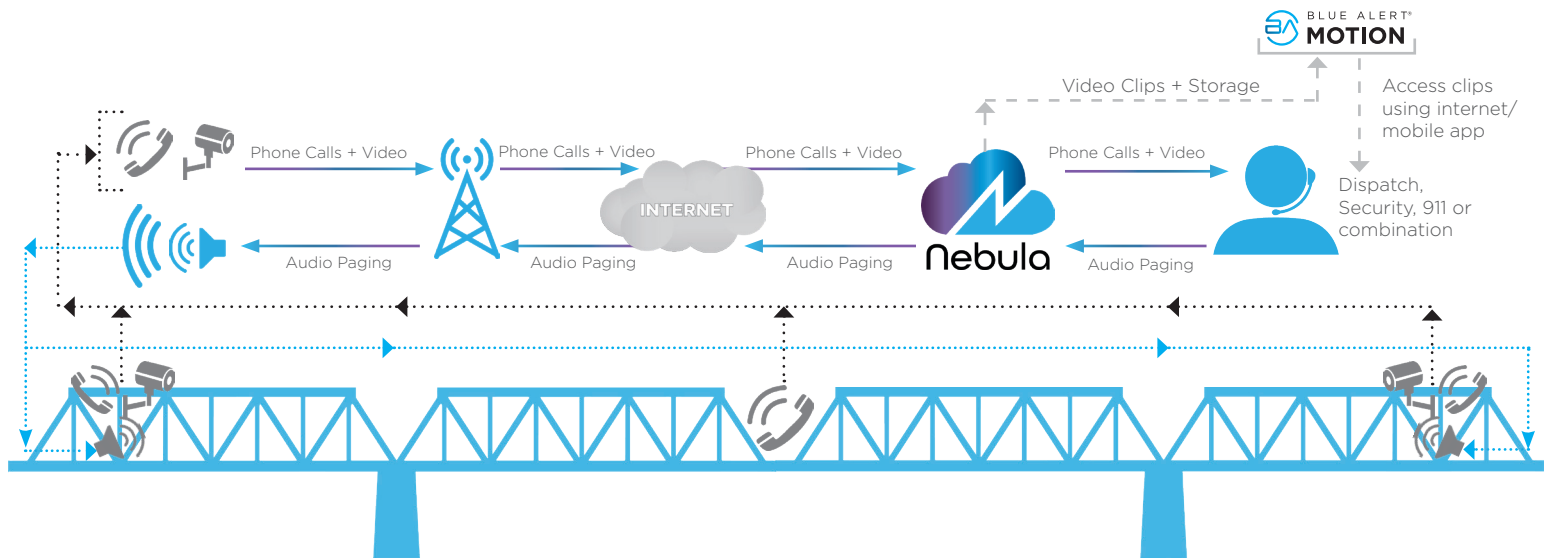 BLUE ALERT®
MOTION
Video Clips + Storage
Access clips
using internet/
mobile app
Phone Calls + Video
Phone Calls + Video
Phone Calls + Video
Phone Calls + Video
INTERNET
Dispatch,
Security, 911 or
combination
Nebula
Audio Paging
Audio Paging
Audio Paging
Audio Paging